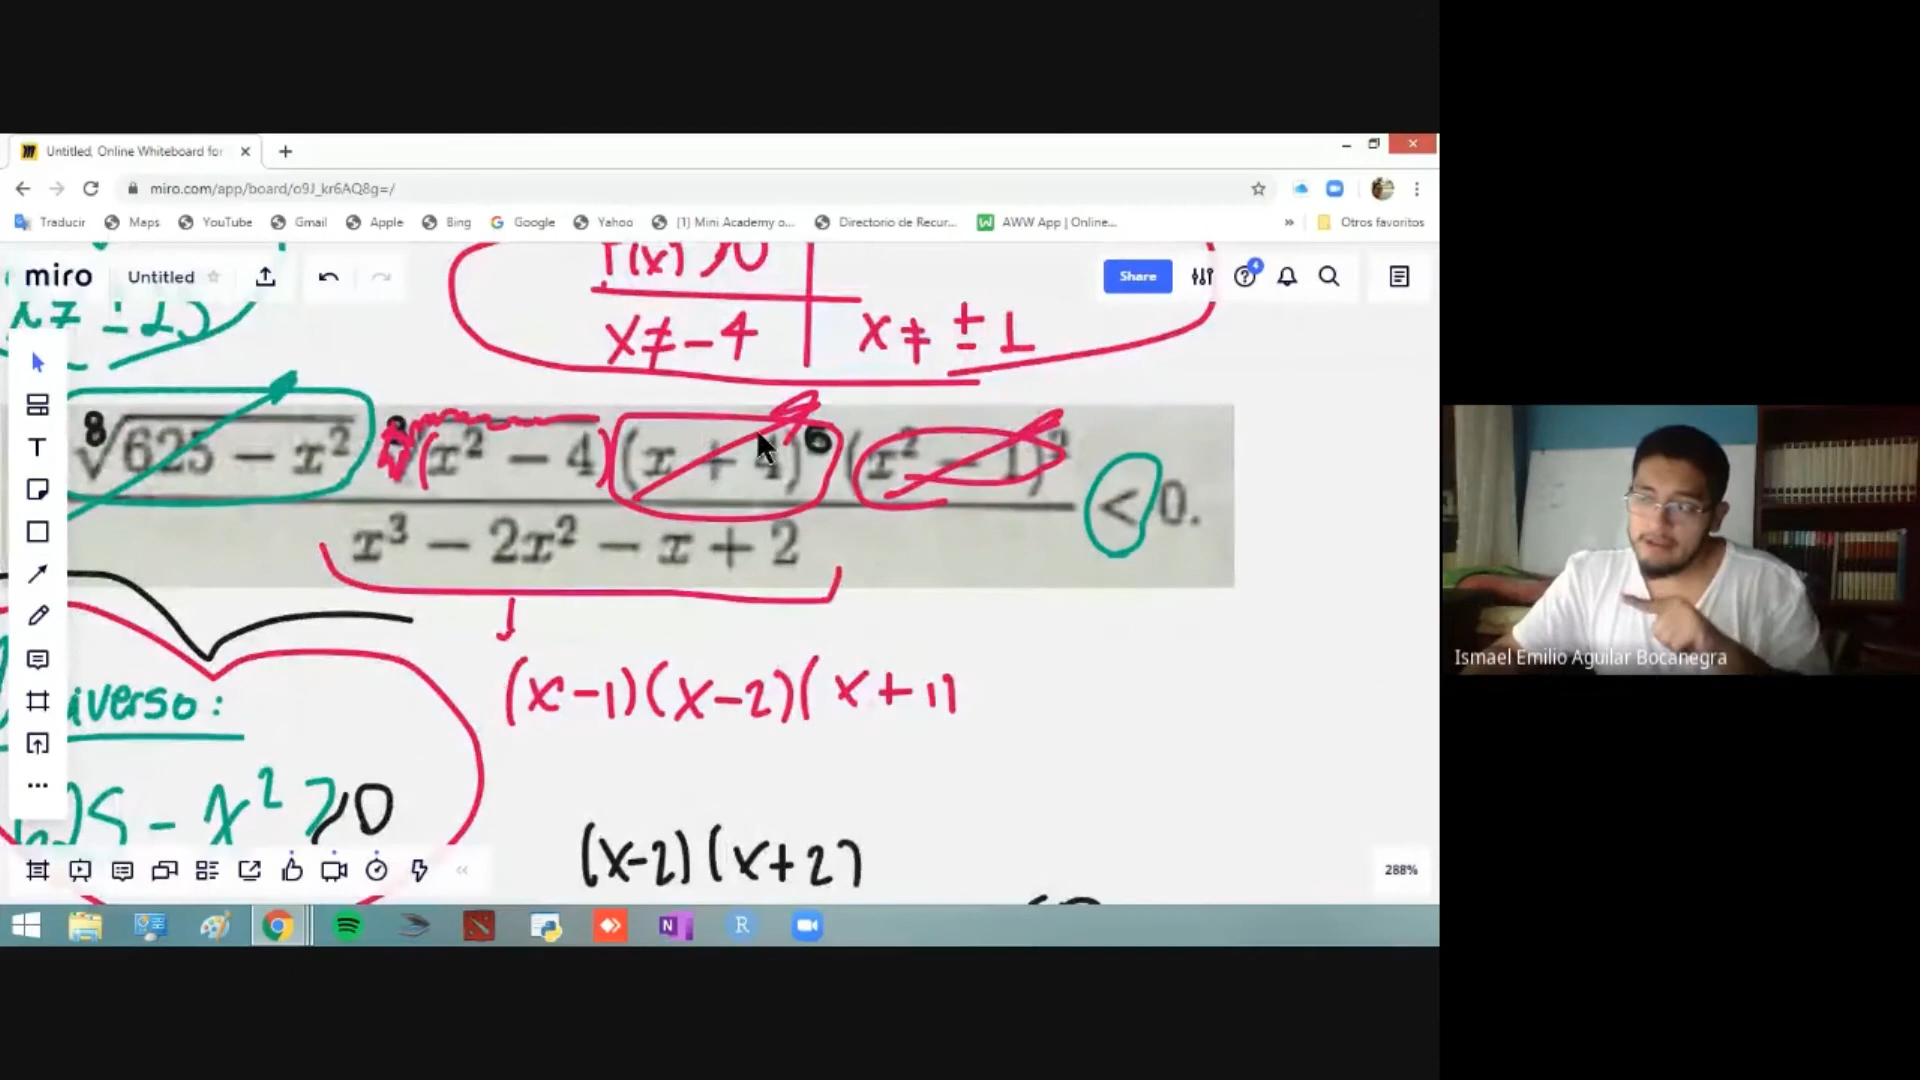 Untitled, Online Whiteboard for
miro.com/app/board/o9J_kr6AQ8g=/
Traducir Maps YouTube Gmail Apple Bing Google Yahoo [1] Mini Academy o... Directorio de Recur... AWW App | Online... » Otros favoritos
miro Untitled Share 4
x ≠ -4 x ≠ ± 1
⁸√(625 − x²) (x² − 4) (x + 4)⁶ (x² − 1)
x³ − 2x² − x + 2
< 0.
(x-1)(x-2)(x+1)
iverso:
- x² ≥ 0
(x-2)(x+2)
288%
Ismael Emilio Aguilar Bocanegra